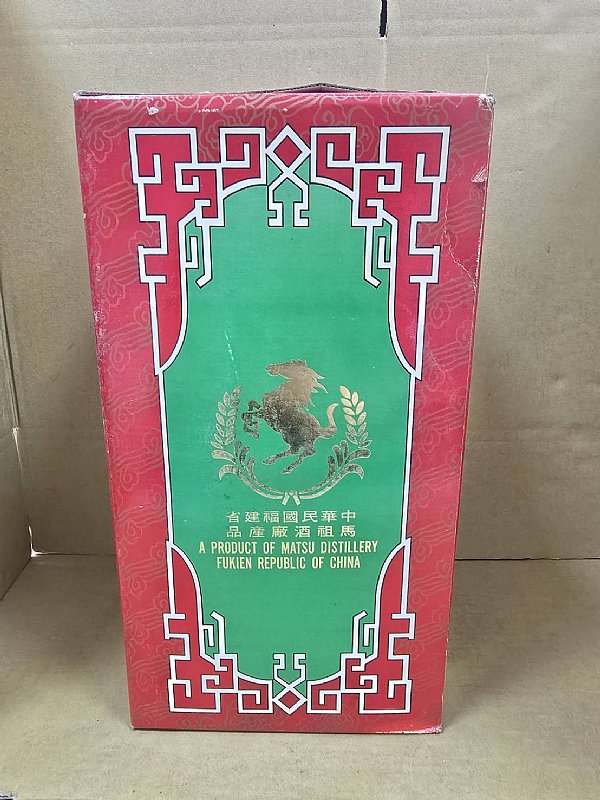 中華民國福建省
馬祖酒廠產品
A PRODUCT OF MATSU DISTILLERY
FUKIEN REPUBLIC OF CHINA